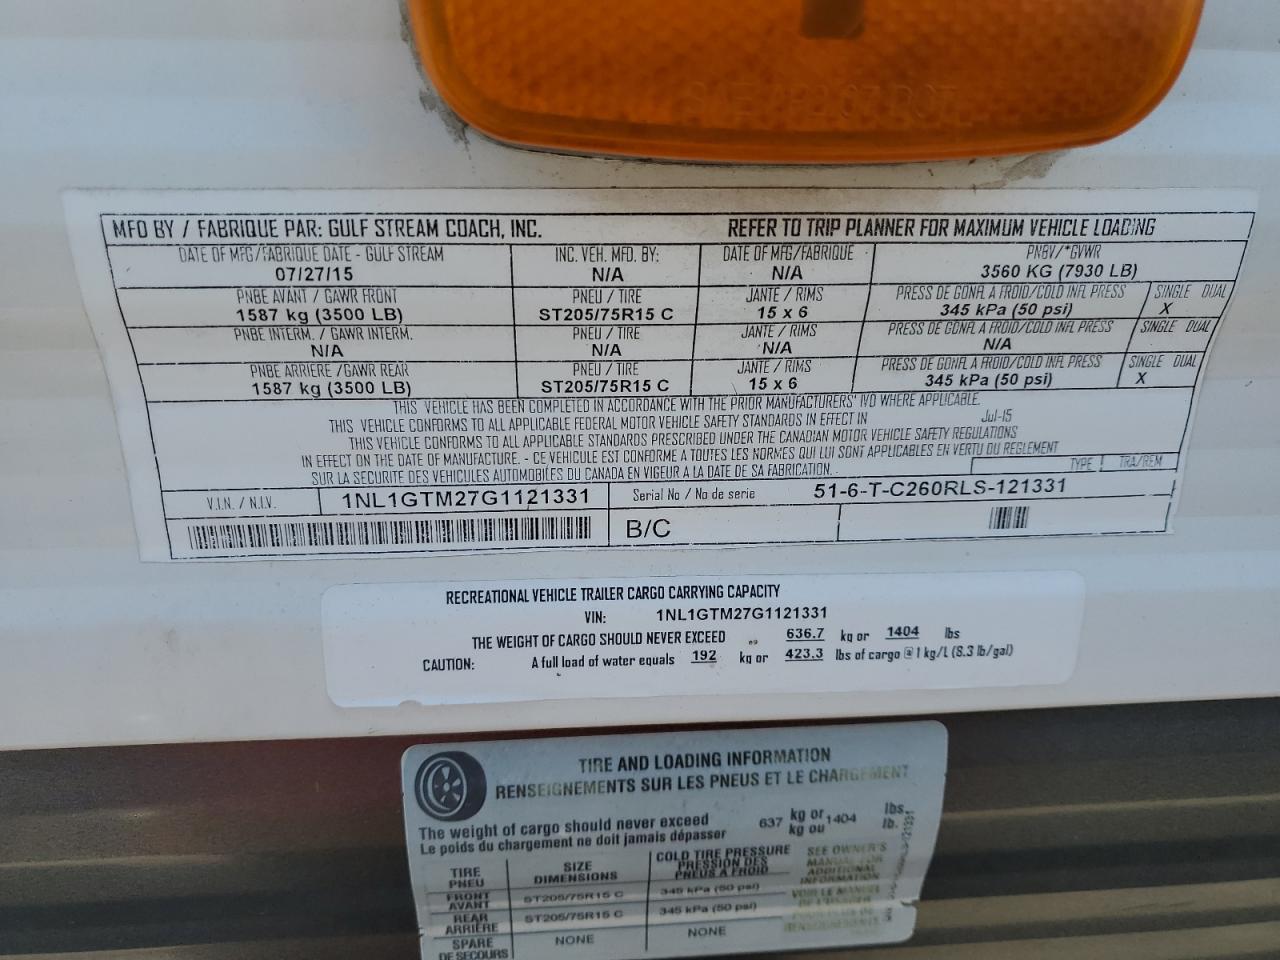 MFD BY / FABRIQUE PAR: GULF STREAM COACH, INC. REFER TO TRIP PLANNER FOR MAXIMUM VEHICLE LOADING
DATE OF MFG/FABRIQUE DATE - GULF STREAM INC. VEH. MFD. BY: DATE OF MFG/FABRIQUE PNBV/*GVWR
07/27/15 N/A N/A 3560 KG (7930 LB)
PNBE AVANT / GAWR FRONT PNEU / TIRE JANTE / RIMS PRESS DE GONFL A FROID/COLD INFL PRESS SINGLE DUAL
1587 kg (3500 LB) ST205/75R15 C 15 x 6 345 kPa (50 psi) X
PNBE INTERM. / GAWR INTERM. PNEU / TIRE JANTE / RIMS PRESS DE GONFL A FROID/COLD INFL PRESS SINGLE DUAL
N/A N/A N/A N/A
PNBE ARRIERE /GAWR REAR PNEU / TIRE JANTE / RIMS PRESS DE GONFL A FROID/COLD INFL PRESS SINGLE DUAL
1587 kg (3500 LB) ST205/75R15 C 15 x 6 345 kPa (50 psi) X
THIS VEHICLE HAS BEEN COMPLETED IN ACCORDANCE WITH THE PRIOR MANUFACTURERS' IVD WHERE APPLICABLE.
THIS VEHICLE CONFORMS TO ALL APPLICABLE FEDERAL MOTOR VEHICLE SAFETY STANDARDS IN EFFECT IN Jul-15
THIS VEHICLE CONFORMS TO ALL APPLICABLE STANDARDS PRESCRIBED UNDER THE CANADIAN MOTOR VEHICLE SAFETY REGULATIONS
IN EFFECT ON THE DATE OF MANUFACTURE. - CE VEHICULE EST CONFORME A TOUTES LES NORMES QUI LUI SONT APPLICABLES EN VERTU DU REGLEMENT
SUR LA SECURITE DES VEHICULES AUTOMOBILES DU CANADA EN VIGEUR A LA DATE DE SA FABRICATION. TYPE TRA/REM
V.I.N. / N.I.V. 1NL1GTM27G1121331 Serial No / No de serie 51-6-T-C260RLS-121331
B/C
RECREATIONAL VEHICLE TRAILER CARGO CARRYING CAPACITY
VIN: 1NL1GTM27G1121331
THE WEIGHT OF CARGO SHOULD NEVER EXCEED 636.7 kg or 1404 lbs
CAUTION: A full load of water equals 192 kg or 423.3 lbs of cargo @ 1 kg/L (8.3 lb/gal)
TIRE AND LOADING INFORMATION
RENSEIGNEMENTS SUR LES PNEUS ET LE CHARGEMENT
The weight of cargo should never exceed 637 kg or 1404 lbs.
Le poids du chargement ne doit jamais dépasser kg ou lb.
TIRE PNEU SIZE DIMENSIONS COLD TIRE PRESSURE PRESSION DES PNEUS A FROID SEE OWNER'S MANUAL FOR ADDITIONAL INFORMATION
FRONT AVANT ST205/75R15 C 345 kPa (50 psi) VOIR LE MANUEL
REAR ARRIÈRE ST205/75R15 C 345 kPa (50 psi)
SPARE DE SECOURS NONE NONE